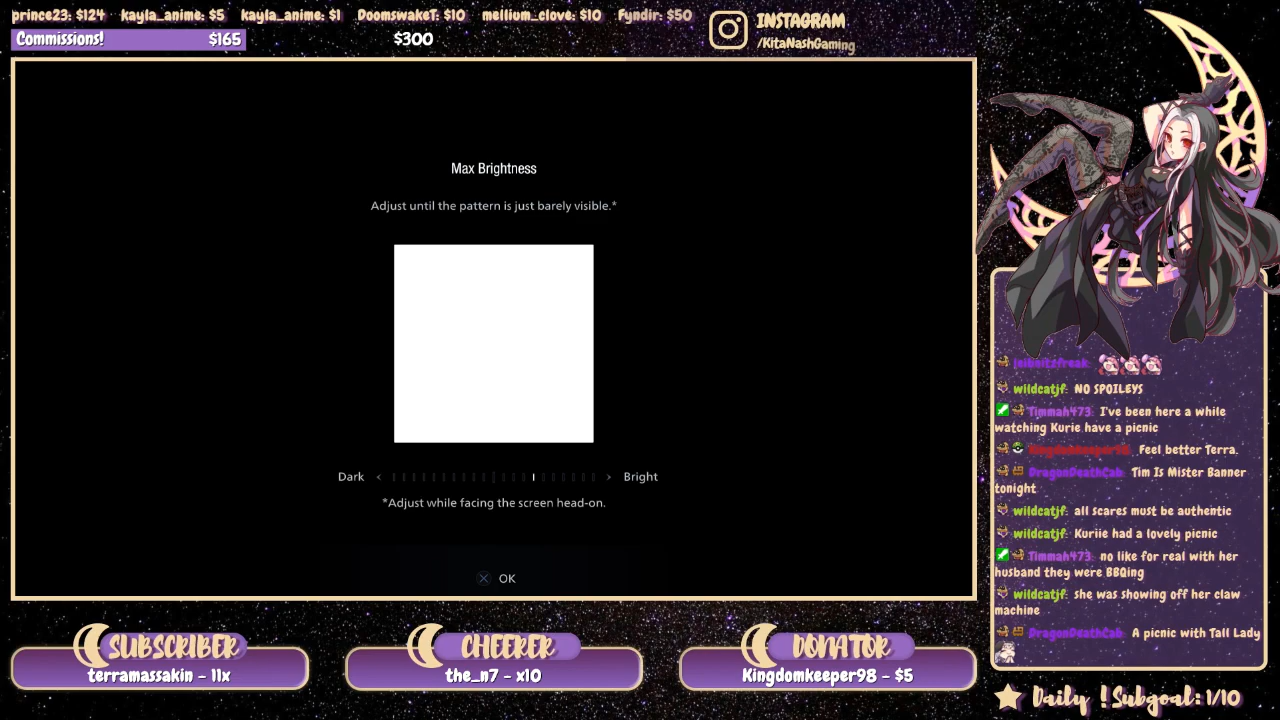 prince23: $124 kayla_anime: $5 kayla_anime: $1 DoomswakeT: $10 mellium_clove: $10 Fyndir: $50
Commissions! $165 $300
INSTAGRAM
/KitaNashGaming
Max Brightness
Adjust until the pattern is just barely visible.*
Dark < > Bright
*Adjust while facing the screen head-on.
OK
leibnitzfreak:
wildcatjf: NO SPOILEYS
Timmah473: I've been here a while
watching Kurie have a picnic
Kingdomkeeper98: Feel better Terra.
DragonDeathCab: Tim Is Mister Banner
tonight
wildcatjf: all scares must be authentic
wildcatjf: Kuriie had a lovely picnic
Timmah473: no like for real with her
husband they were BBQing
wildcatjf: she was showing off her claw
machine
DragonDeathCab: A picnic with Tall Lady
SUBSCRIBER
terramassakin - 11x
CHEERER
the_n7 - x10
DONATOR
Kingdomkeeper98 - $5
Daily !Subgoal: 1/10